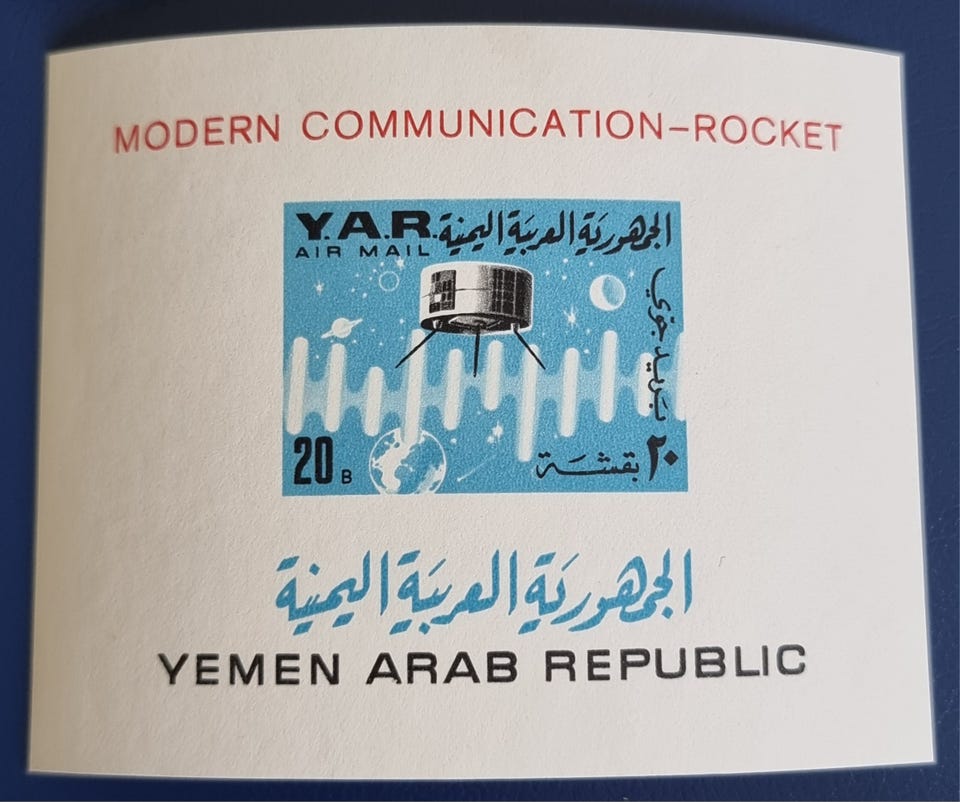 MODERN COMMUNICATION-ROCKET
Y.A.R. الجمهورية العربية اليمنية
AIR MAIL
بريد جوي
20 B
٢٠ بقشة
الجمهورية العربية اليمنية
YEMEN ARAB REPUBLIC